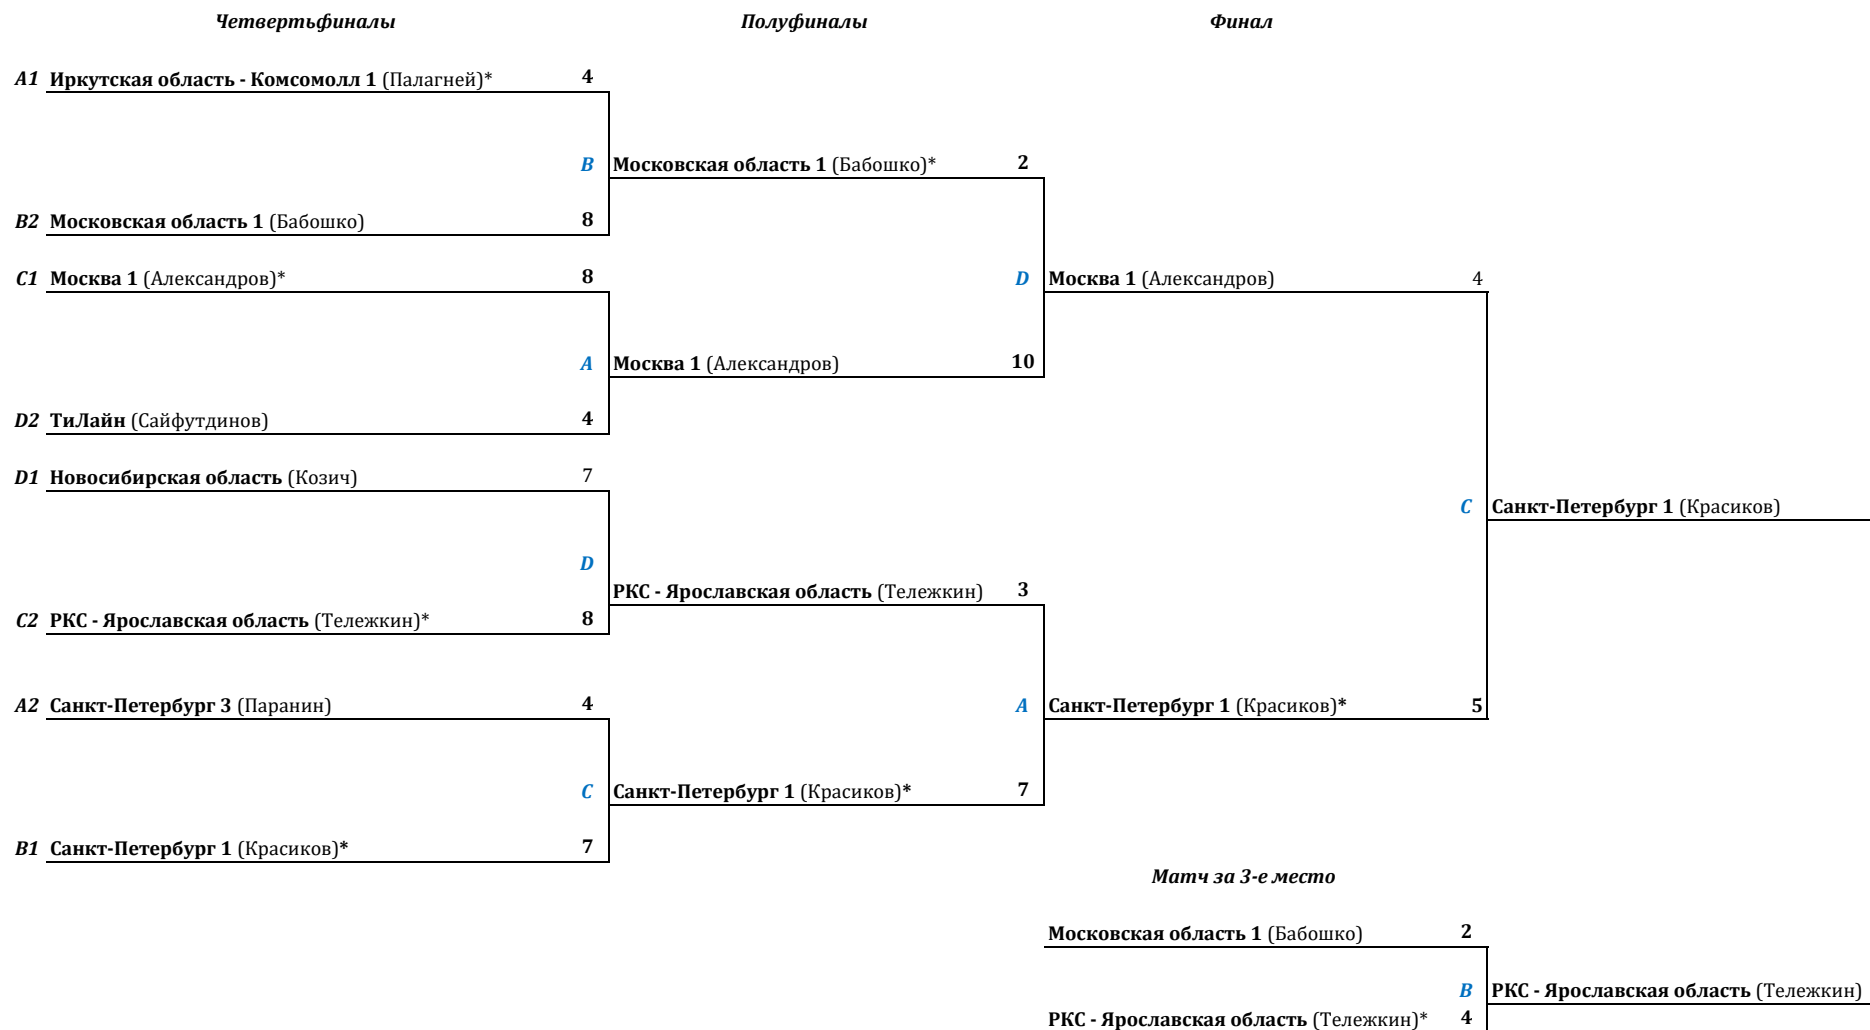 Четвертьфиналы Полуфиналы Финал
A1 Иркутская область - Комсомолл 1 (Палагней)* 4
B Московская область 1 (Бабошко)* 2
B2 Московская область 1 (Бабошко) 8
C1 Москва 1 (Александров)* 8 D Москва 1 (Александров) 4
A Москва 1 (Александров) 10
D2 ТиЛайн (Сайфутдинов) 4
D1 Новосибирская область (Козич) 7
C Санкт-Петербург 1 (Красиков)
D
РКС - Ярославская область (Тележкин) 3
C2 РКС - Ярославская область (Тележкин)* 8
A2 Санкт-Петербург 3 (Паранин) 4 A Санкт-Петербург 1 (Красиков)* 5
C Санкт-Петербург 1 (Красиков)* 7
B1 Санкт-Петербург 1 (Красиков)* 7
Матч за 3-е место
Московская область 1 (Бабошко) 2
B РКС - Ярославская область (Тележкин)
РКС - Ярославская область (Тележкин)* 4